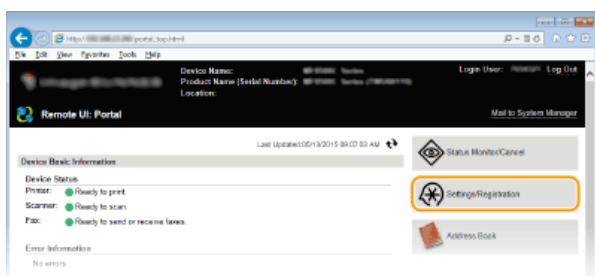 http://
portal_top.html
File Edit View Favorites Tools Help
Device Name:
Product Name (Serial Number):
Location:
Login User:
Log Out
Remote UI: Portal
Mail to System Manager
Last Updated:05/13/2015 09:07:03 AM
Device Basic Information
Device Status
Printer: Ready to print.
Scanner: Ready to scan.
Fax: Ready to send or receive faxes.
Error Information
No errors.
Status Monitor/Cancel
Settings/Registration
Address Book